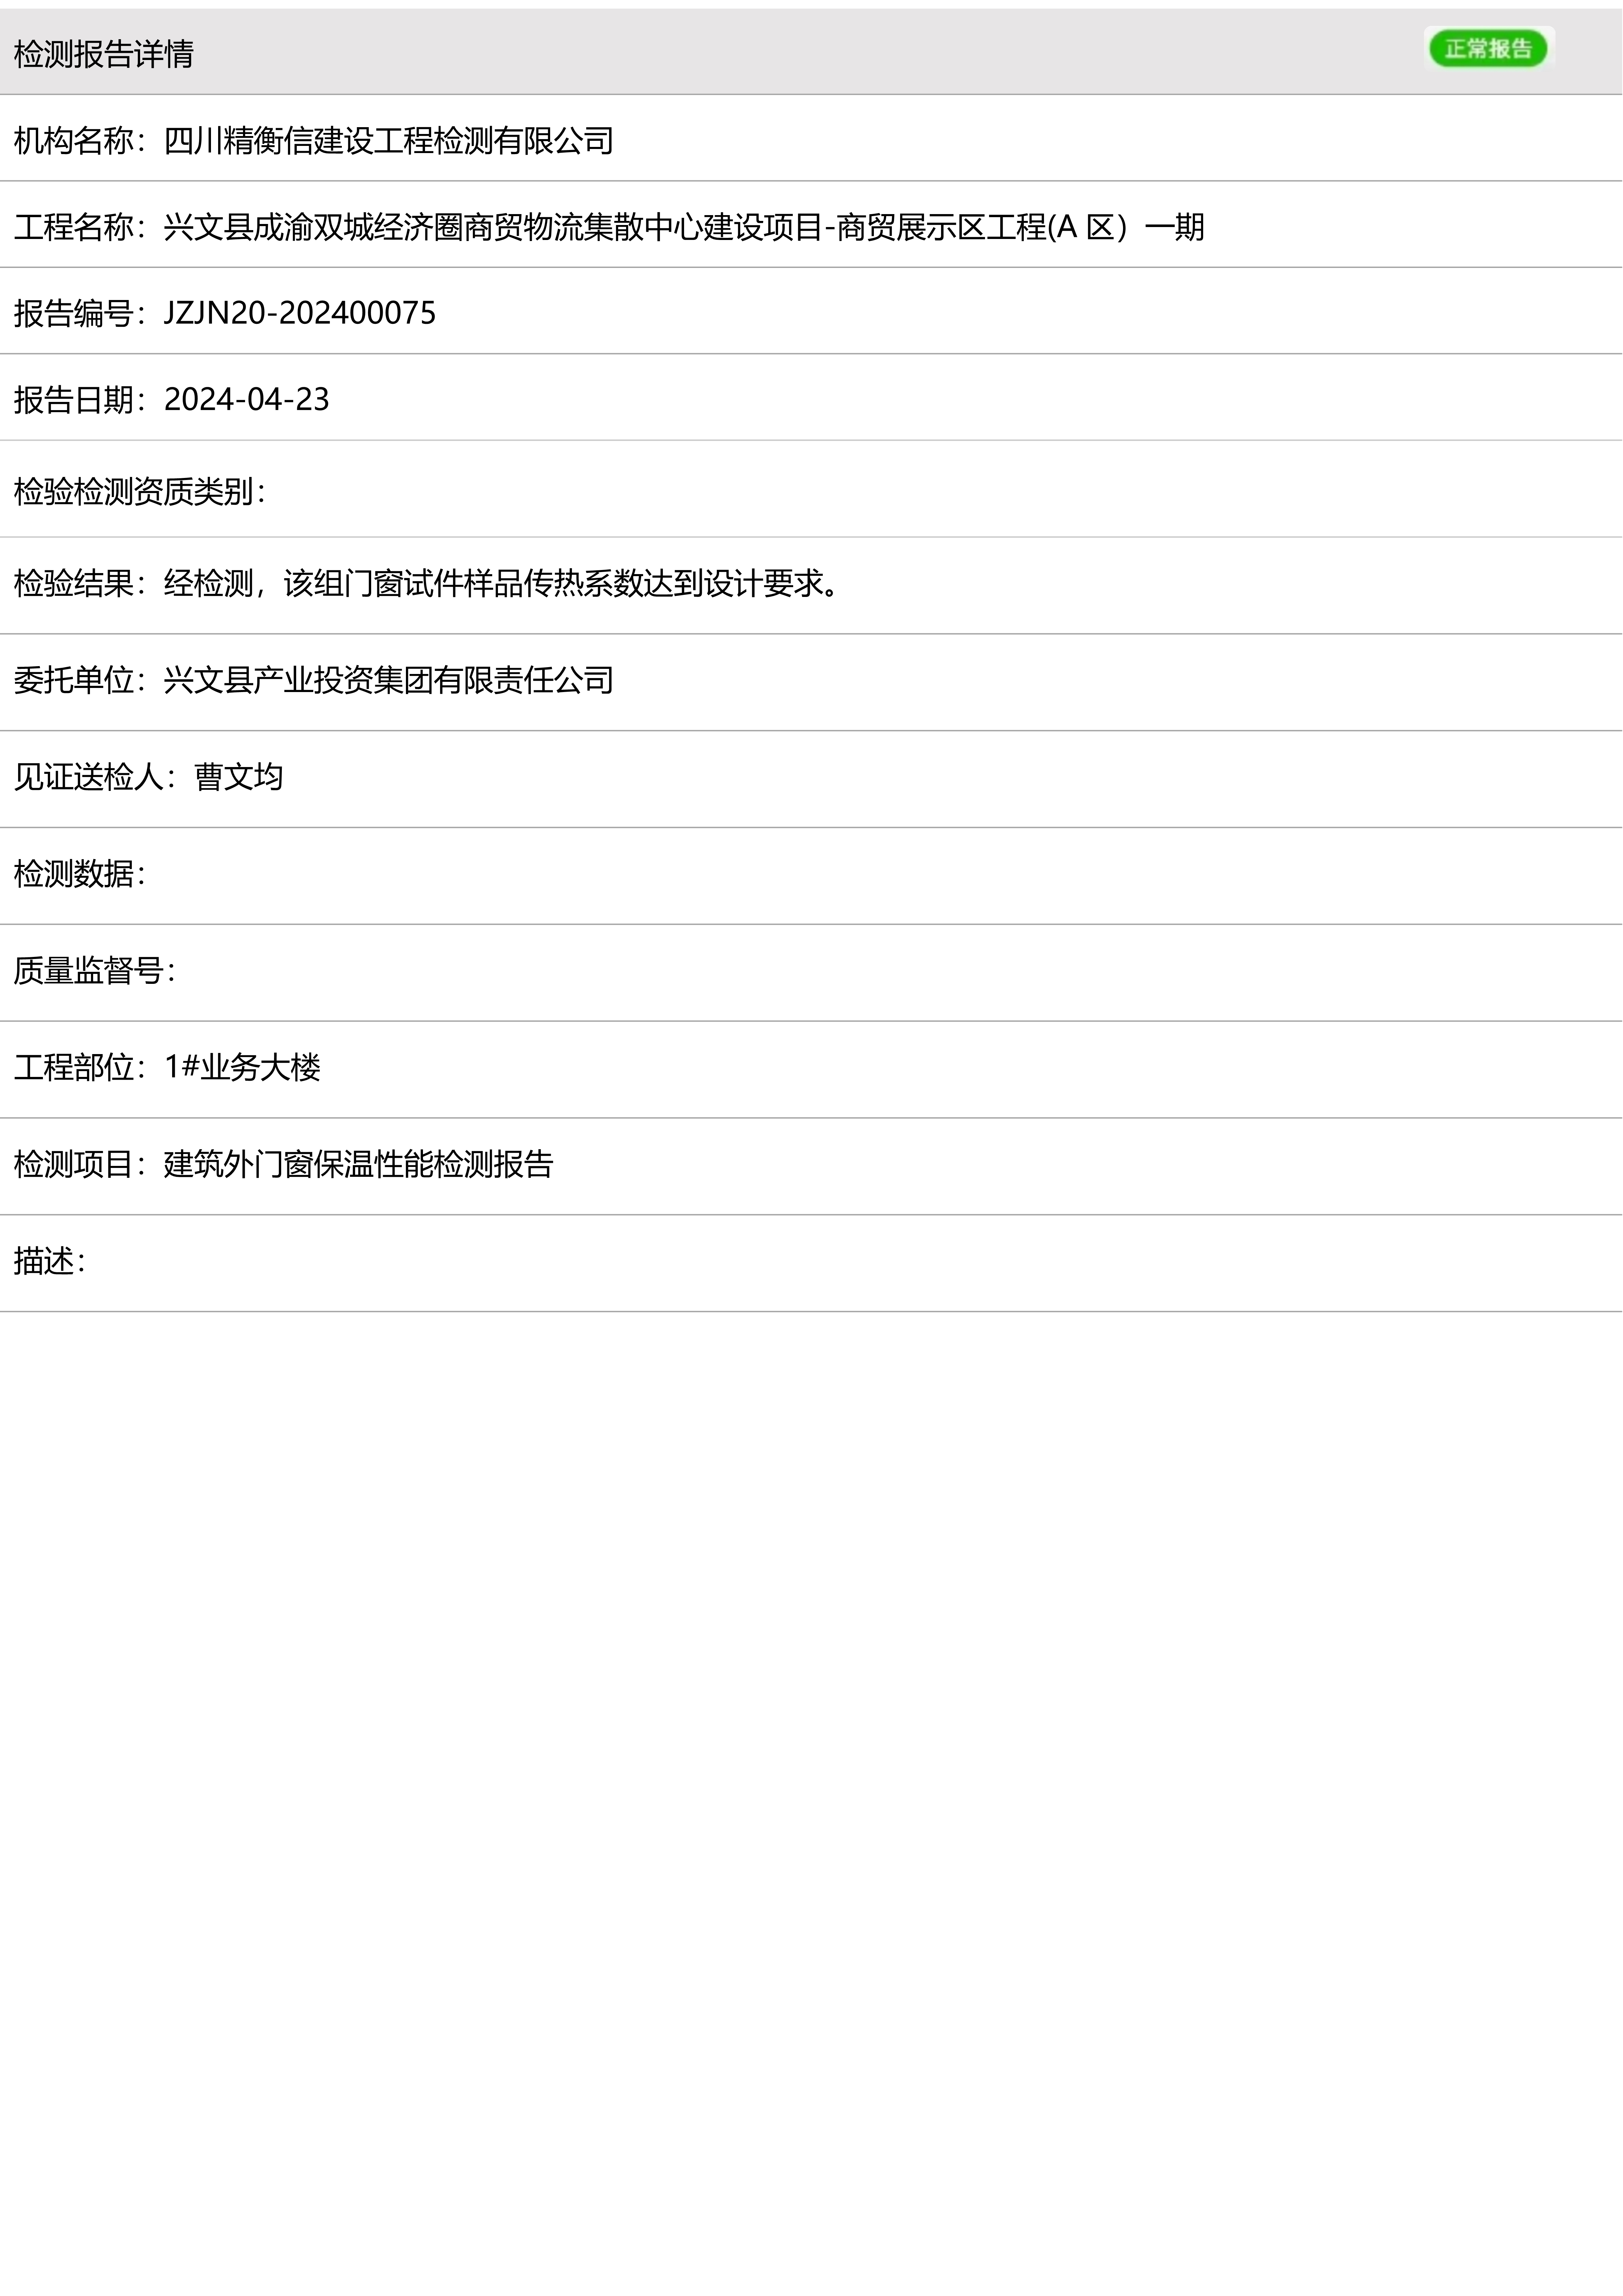 检测报告详情
正常报告
机构名称：四川精衡信建设工程检测有限公司
工程名称：兴文县成渝双城经济圈商贸物流集散中心建设项目-商贸展示区工程(A 区）一期
报告编号：JZJN20-202400075
报告日期：2024-04-23
检验检测资质类别：
检验结果：经检测，该组门窗试件样品传热系数达到设计要求。
委托单位：兴文县产业投资集团有限责任公司
见证送检人：曹文均
检测数据：
质量监督号：
工程部位：1#业务大楼
检测项目：建筑外门窗保温性能检测报告
描述：